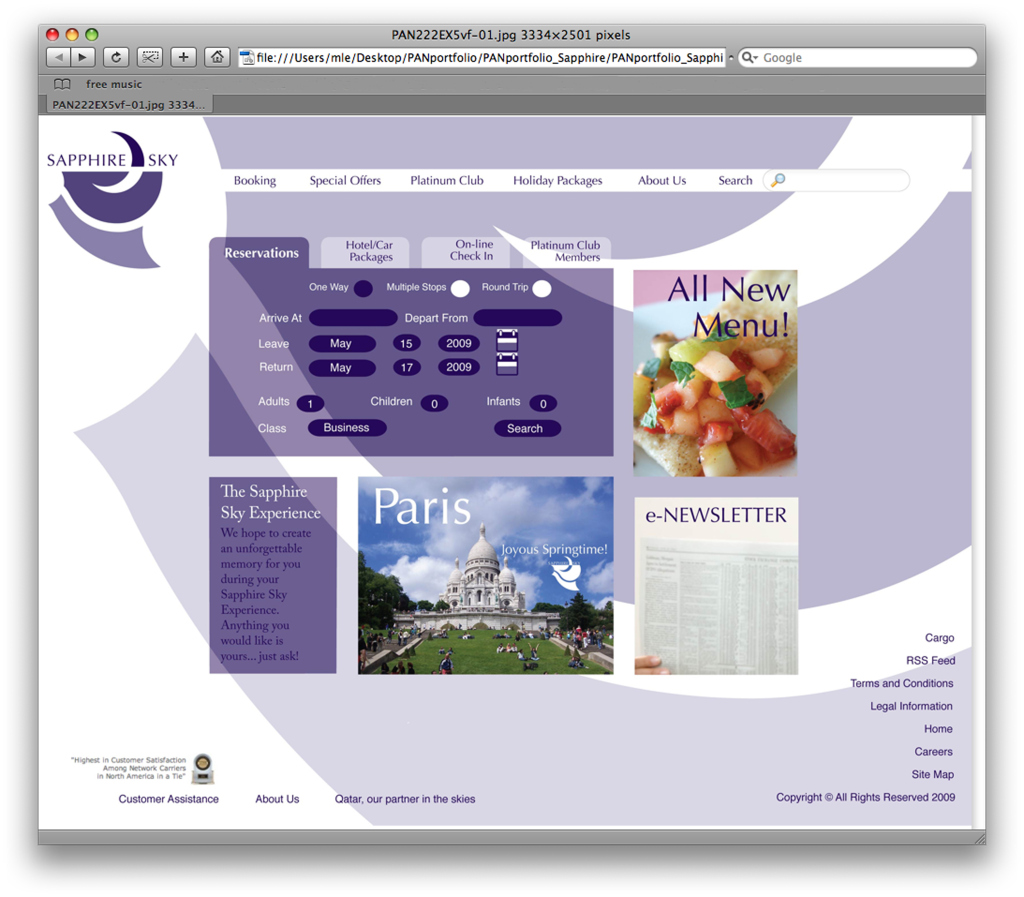 PAN222EX5vf-01.jpg 3334×2501 pixels
file:///Users/mle/Desktop/PANportfolio/PANportfolio_Sapphire/PANportfolio_Sapphi
Google
free music
PAN222EX5vf-01.jpg 3334...
SAPPHIRE SKY
Booking
Special Offers
Platinum Club
Holiday Packages
About Us
Search
Reservations
Hotel/Car
Packages
On-line
Check In
Platinum Club
Members
One Way
Multiple Stops
Round Trip
Arrive At
Depart From
Leave
May
15
2009
Return
May
17
2009
Adults
1
Children
0
Infants
0
Class
Business
Search
All New
Menu!
The Sapphire
Sky Experience
We hope to create
an unforgettable
memory for you
during your
Sapphire Sky
Experience.
Anything you
would like is
yours... just ask!
Paris
Joyous Springtime!
e-NEWSLETTER
Cargo
RSS Feed
Terms and Conditions
Legal Information
Home
Careers
Site Map
Copyright © All Rights Reserved 2009
"Highest in Customer Satisfaction
Among Network Carriers
in North America in a Tie"
Customer Assistance
About Us
Qatar, our partner in the skies